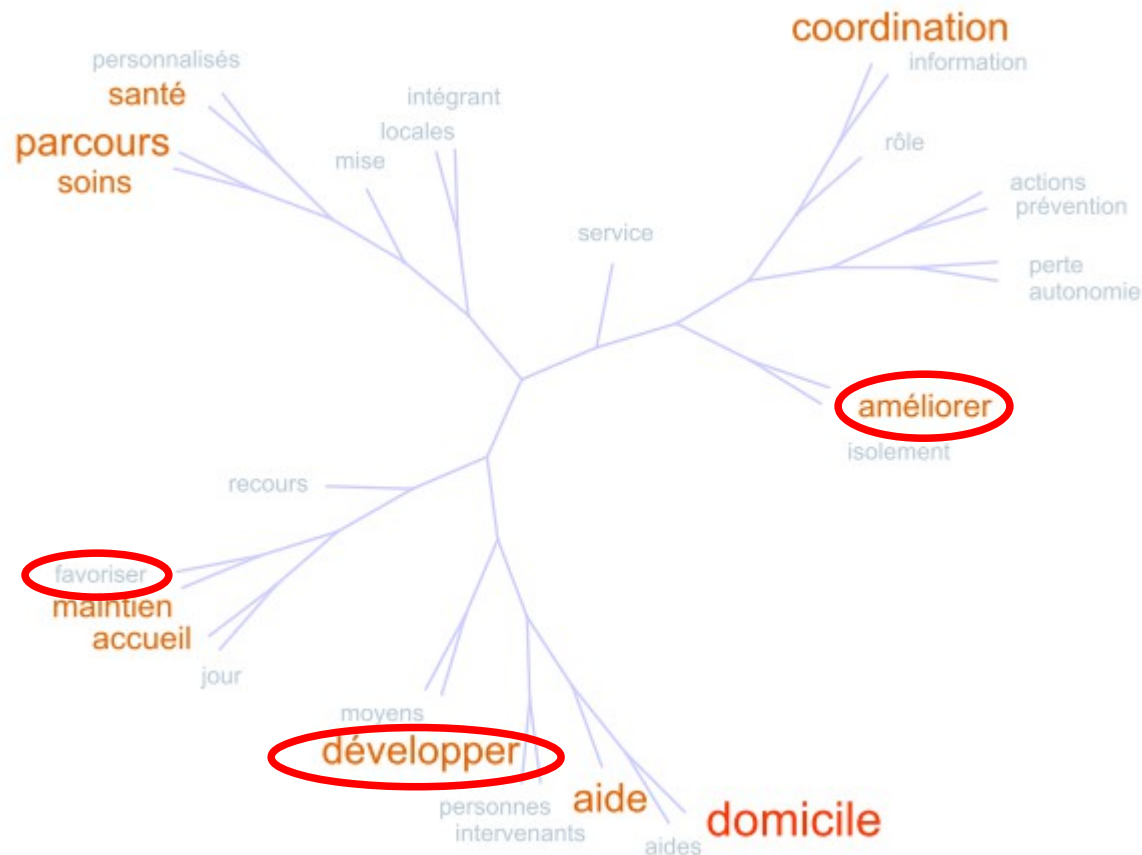 coordination
personnalisés
information
santé
intégrant
parcours
locales
rôle
mise
soins
actions
prévention
service
perte
autonomie
améliorer
isolement
recours
favoriser
maintien
accueil
jour
moyens
développer
personnes
aide
domicile
intervenants
aides